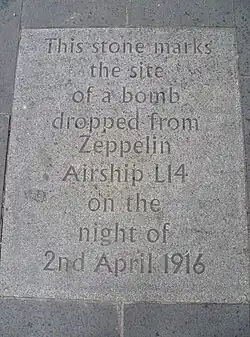 This stone marks
the site
of a bomb
dropped from
Zeppelin
Airship L14
on the
night of
2nd April 1916